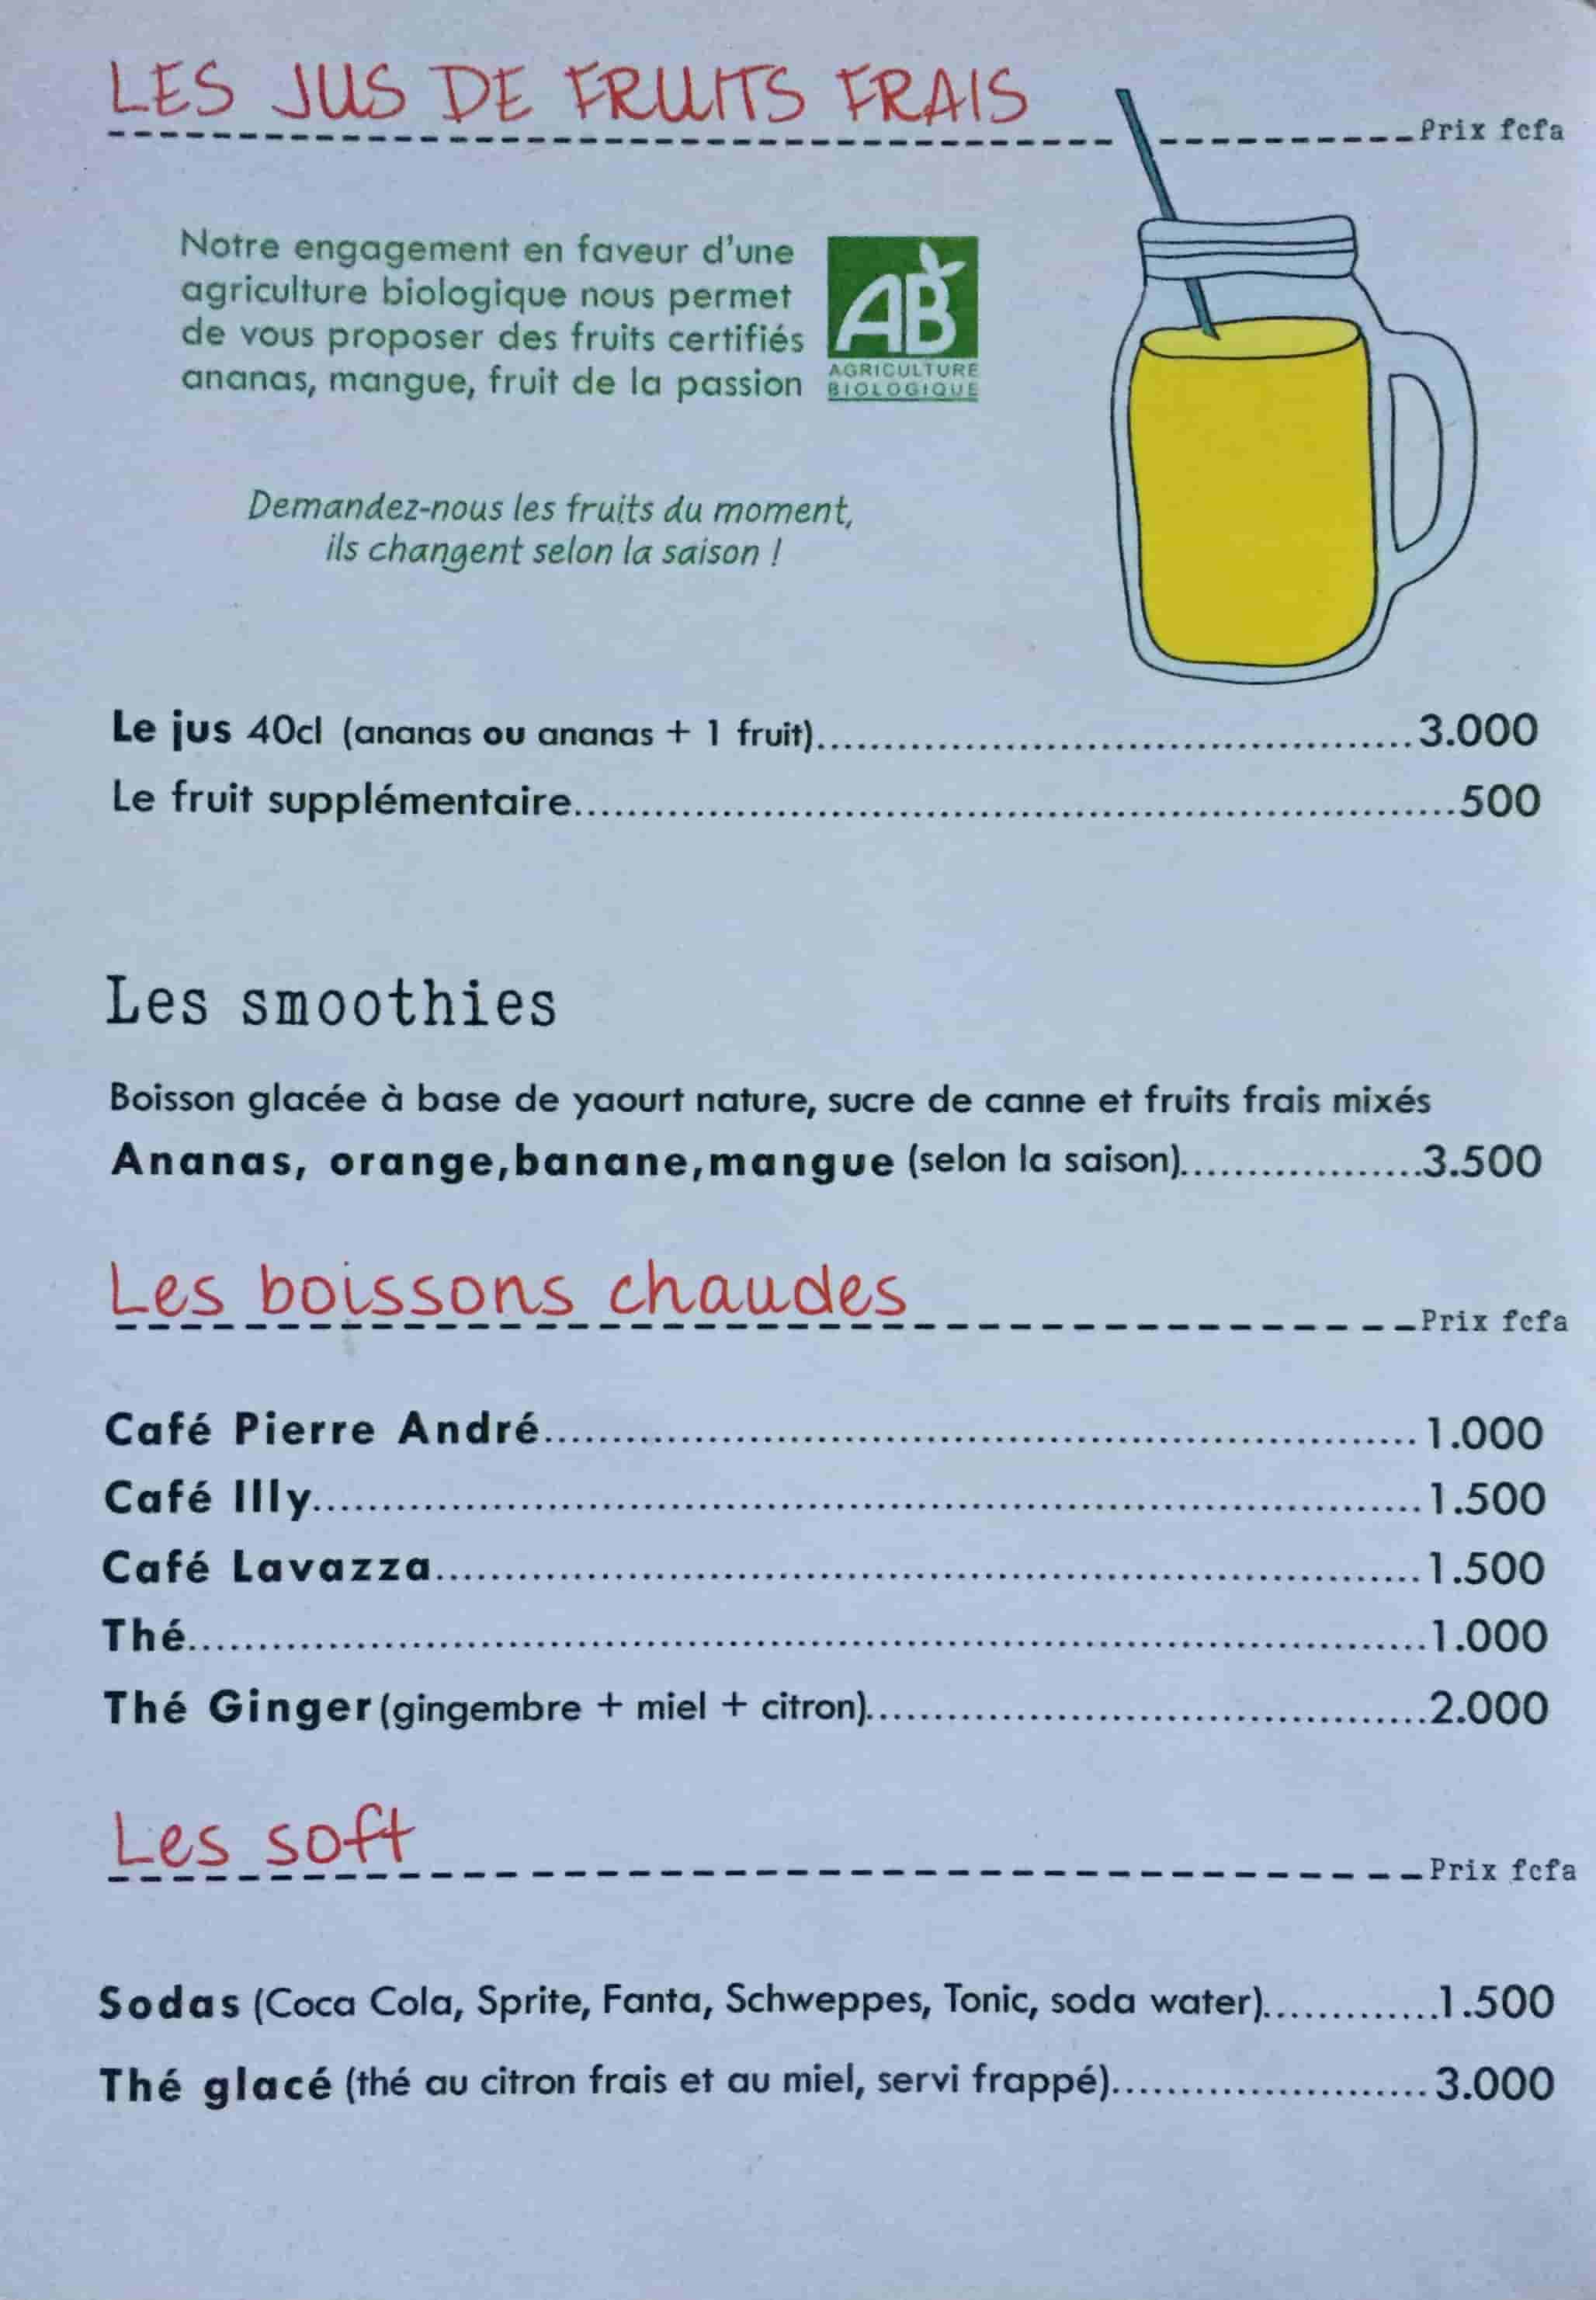 LES JUS DE FRUITS FRAIS
Prix fcfa
Notre engagement en faveur d'une
agriculture biologique nous permet
de vous proposer des fruits certifiés
ananas, mangue, fruit de la passion
AB
AGRICULTURE
BIOLOGIQUE
Demandez-nous les fruits du moment,
ils changent selon la saison !
Le jus 40cl (ananas ou ananas + 1 fruit)..........3.000
Le fruit supplémentaire..........500
Les smoothies
Boisson glacée à base de yaourt nature, sucre de canne et fruits frais mixés
Ananas, orange,banane,mangue (selon la saison)..........3.500
Les boissons chaudes
Prix fcfa
Café Pierre André..........1.000
Café Illy..........1.500
Café Lavazza..........1.500
Thé..........1.000
Thé Ginger(gingembre + miel + citron)..........2.000
Les soft
Prix fcfa
Sodas (Coca Cola, Sprite, Fanta, Schweppes, Tonic, soda water)..........1.500
Thé glacé (thé au citron frais et au miel, servi frappé)..........3.000